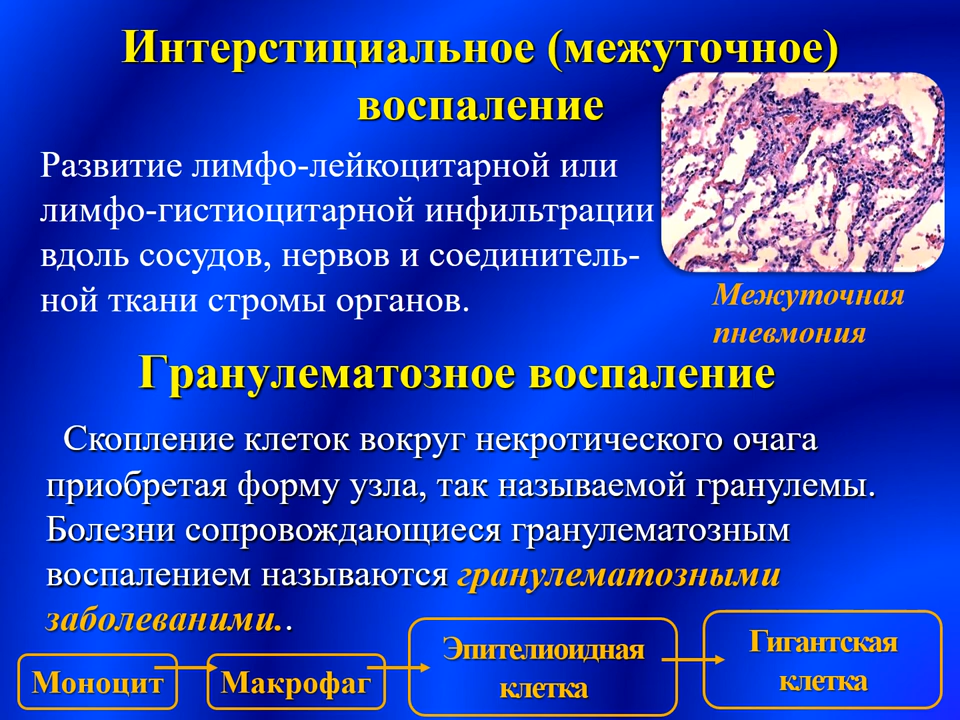 Интерстициальное (межуточное)
воспаление
Развитие лимфо-лейкоцитарной или
лимфо-гистиоцитарной инфильтрации
вдоль сосудов, нервов и соединитель-
ной ткани стромы органов.
Межуточная
пневмония
Гранулематозное воспаление
Скопление клеток вокруг некротического очага
приобретая форму узла, так называемой гранулемы.
Болезни сопровождающиеся гранулематозным
воспалением называются гранулематозными
заболеваними..
Моноцит
Макрофаг
Эпителиоидная
клетка
Гигантская
клетка